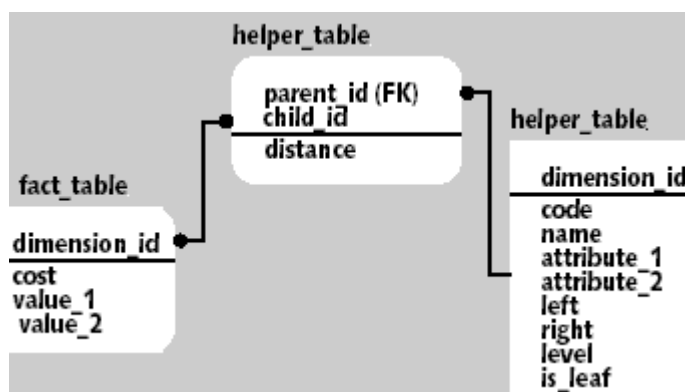 helper_table
parent_id (FK)
child_id
distance
helper_table
dimension_id
code
name
attribute_1
attribute_2
left
right
level
is_leaf
fact_table
dimension_id
cost
value_1
value_2